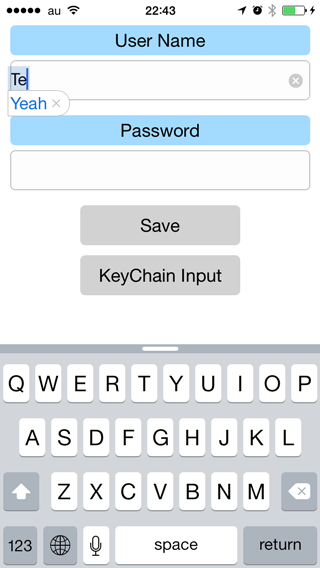 au 22:43
User Name
Te
Yeah ×
Password
Save
KeyChain Input
Q W E R T Y U I O P
A S D F G H J K L
Z X C V B N M
123 space return